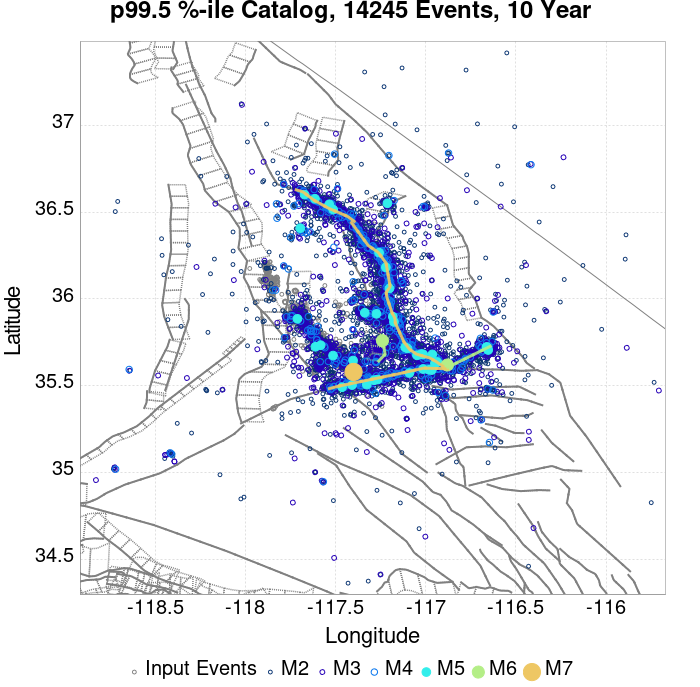 p99.5 %-ile Catalog, 14245 Events, 10 Year
37
36.5
36
35.5
35
34.5
Latitude
-118.5 -118 -117.5 -117 -116.5 -116
Longitude
Input Events M2 M3 M4 M5 M6 M7